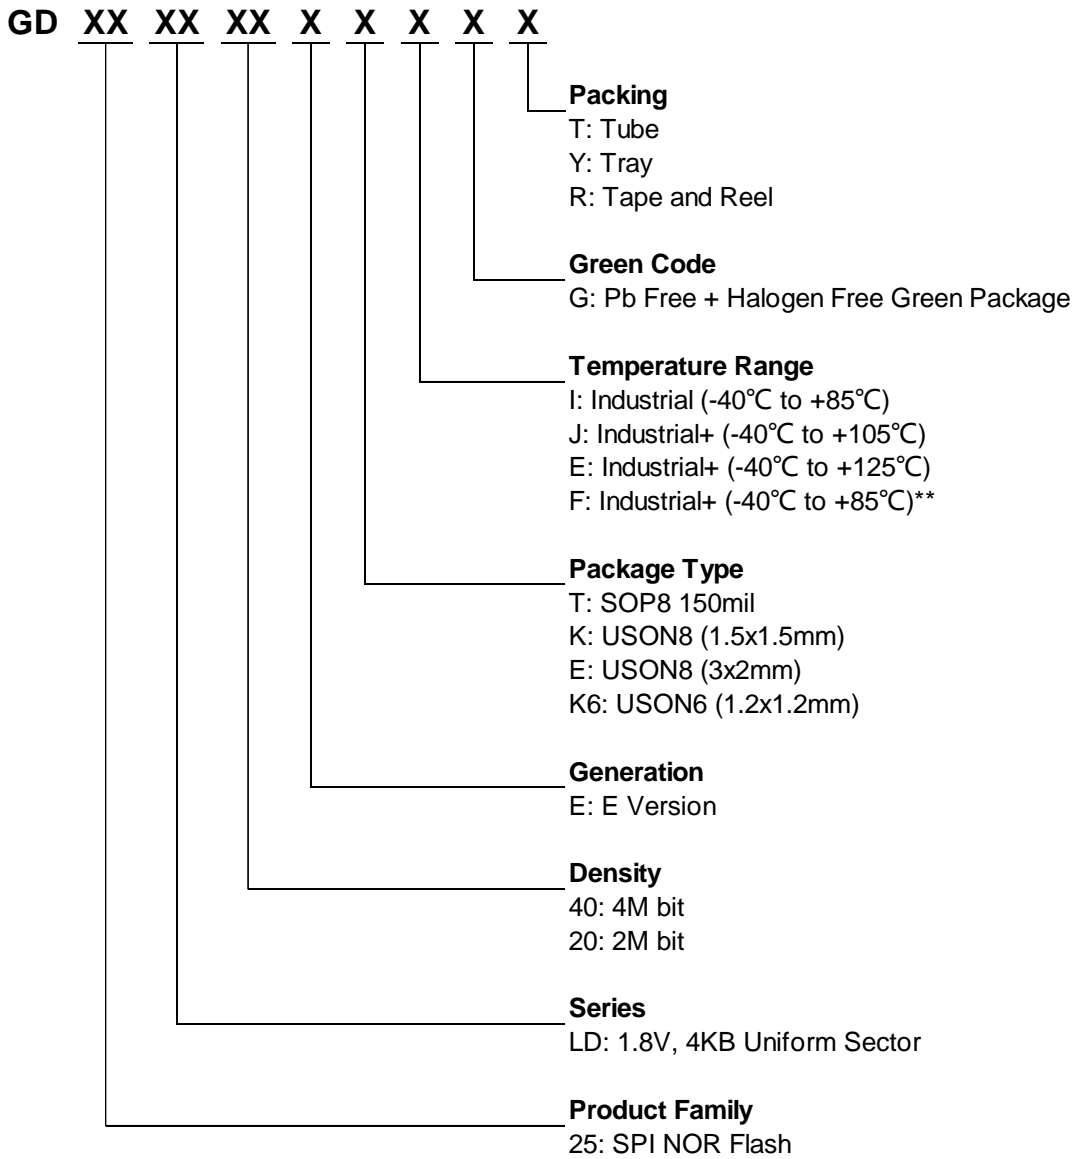 GD XX XX XX X X X X X
Packing
T: Tube
Y: Tray
R: Tape and Reel
Green Code
G: Pb Free + Halogen Free Green Package
Temperature Range
I: Industrial (-40℃ to +85℃)
J: Industrial+ (-40℃ to +105℃)
E: Industrial+ (-40℃ to +125℃)
F: Industrial+ (-40℃ to +85℃)**
Package Type
T: SOP8 150mil
K: USON8 (1.5x1.5mm)
E: USON8 (3x2mm)
K6: USON6 (1.2x1.2mm)
Generation
E: E Version
Density
40: 4M bit
20: 2M bit
Series
LD: 1.8V, 4KB Uniform Sector
Product Family
25: SPI NOR Flash